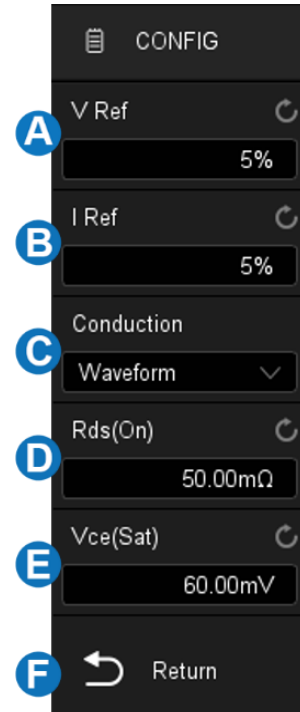 CONFIG
A
V Ref
5%
B
I Ref
5%
C
Conduction
Waveform
D
Rds(On)
50.00mΩ
E
Vce(Sat)
60.00mV
F
Return